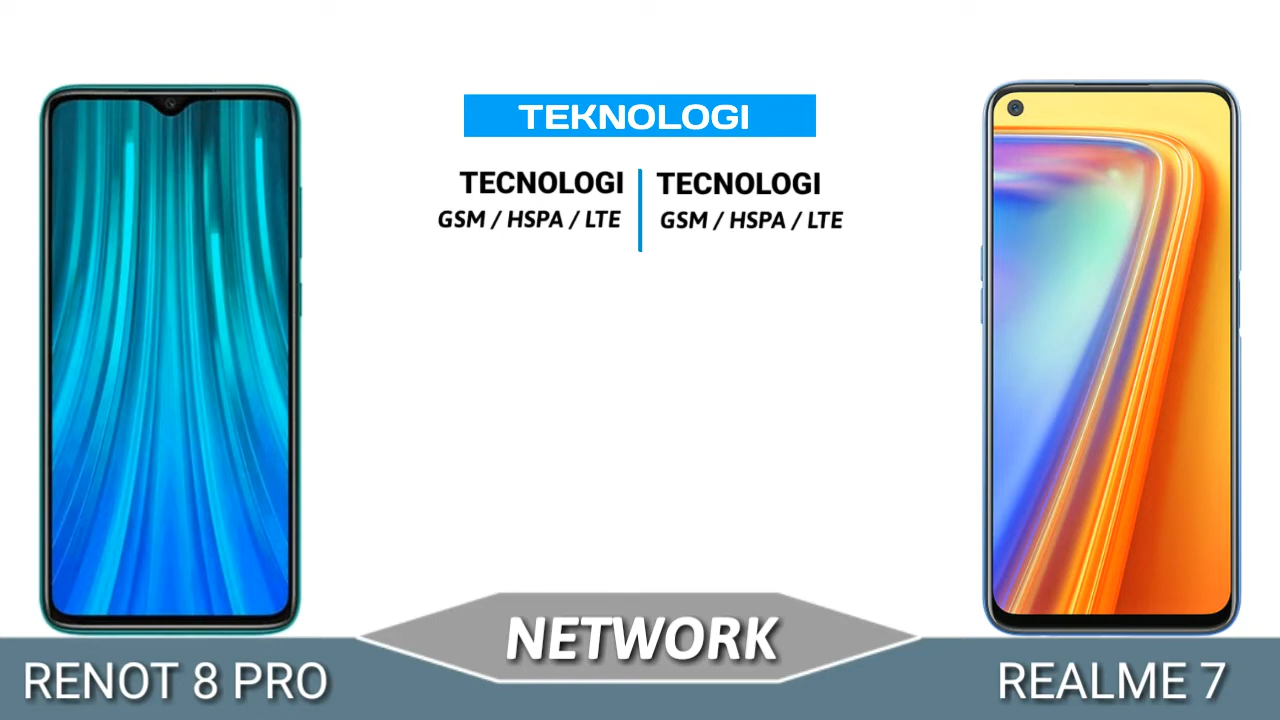 TEKNOLOGI
TECNOLOGI
GSM / HSPA / LTE
TECNOLOGI
GSM / HSPA / LTE
NETWORK
RENOT 8 PRO
REALME 7